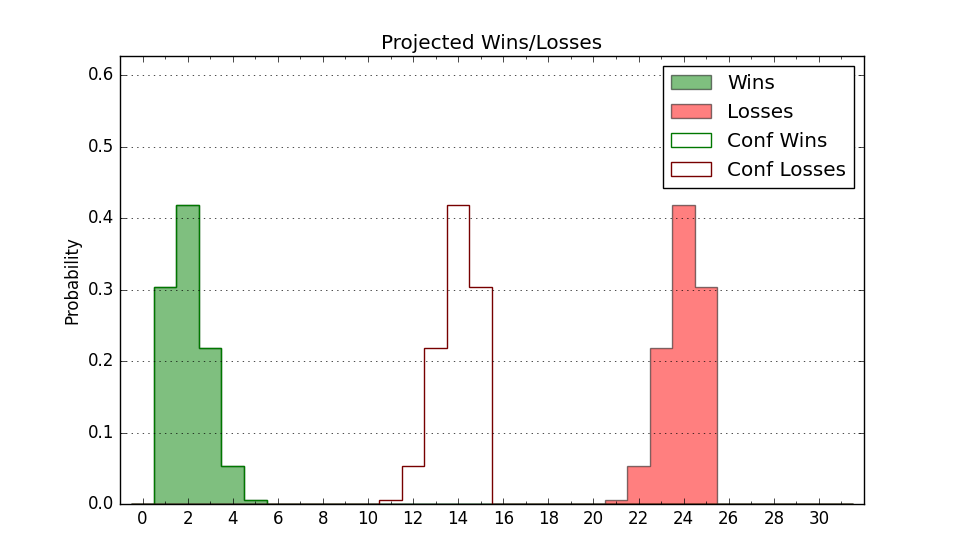 Projected Wins/Losses
Wins
Losses
Conf Wins
Conf Losses
Probability
0.6
0.5
0.4
0.3
0.2
0.1
0.0
0 2 4 6 8 10 12 14 16 18 20 22 24 26 28 30